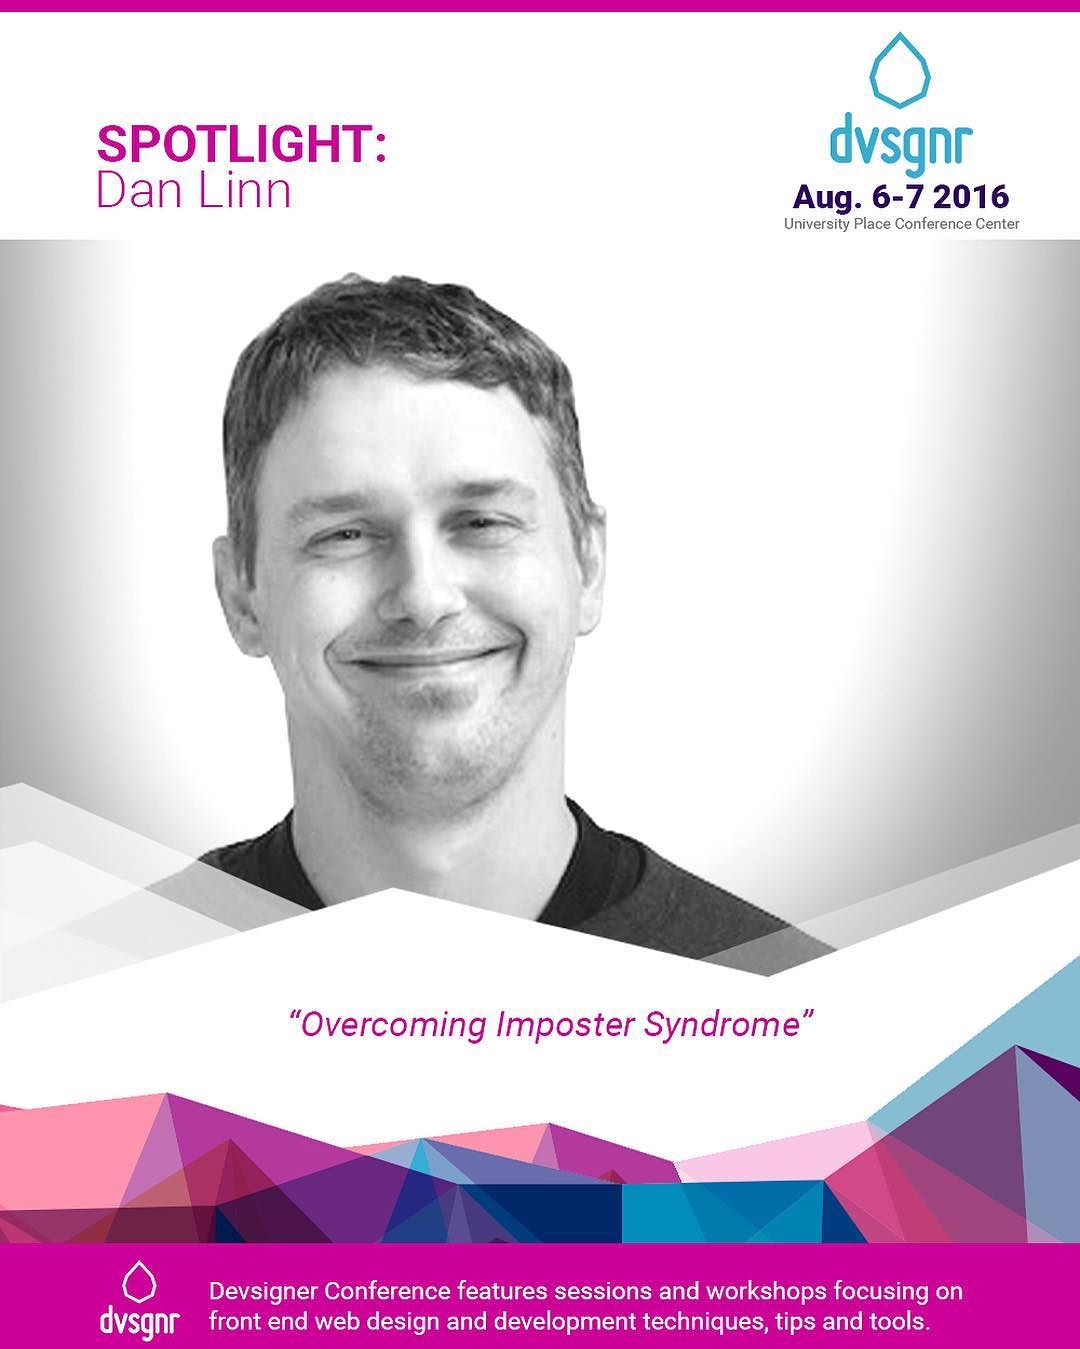 SPOTLIGHT:
Dan Linn
dvsgnr
Aug. 6-7 2016
University Place Conference Center
“Overcoming Imposter Syndrome”
dvsgnr
Devsigner Conference features sessions and workshops focusing on
front end web design and development techniques, tips and tools.